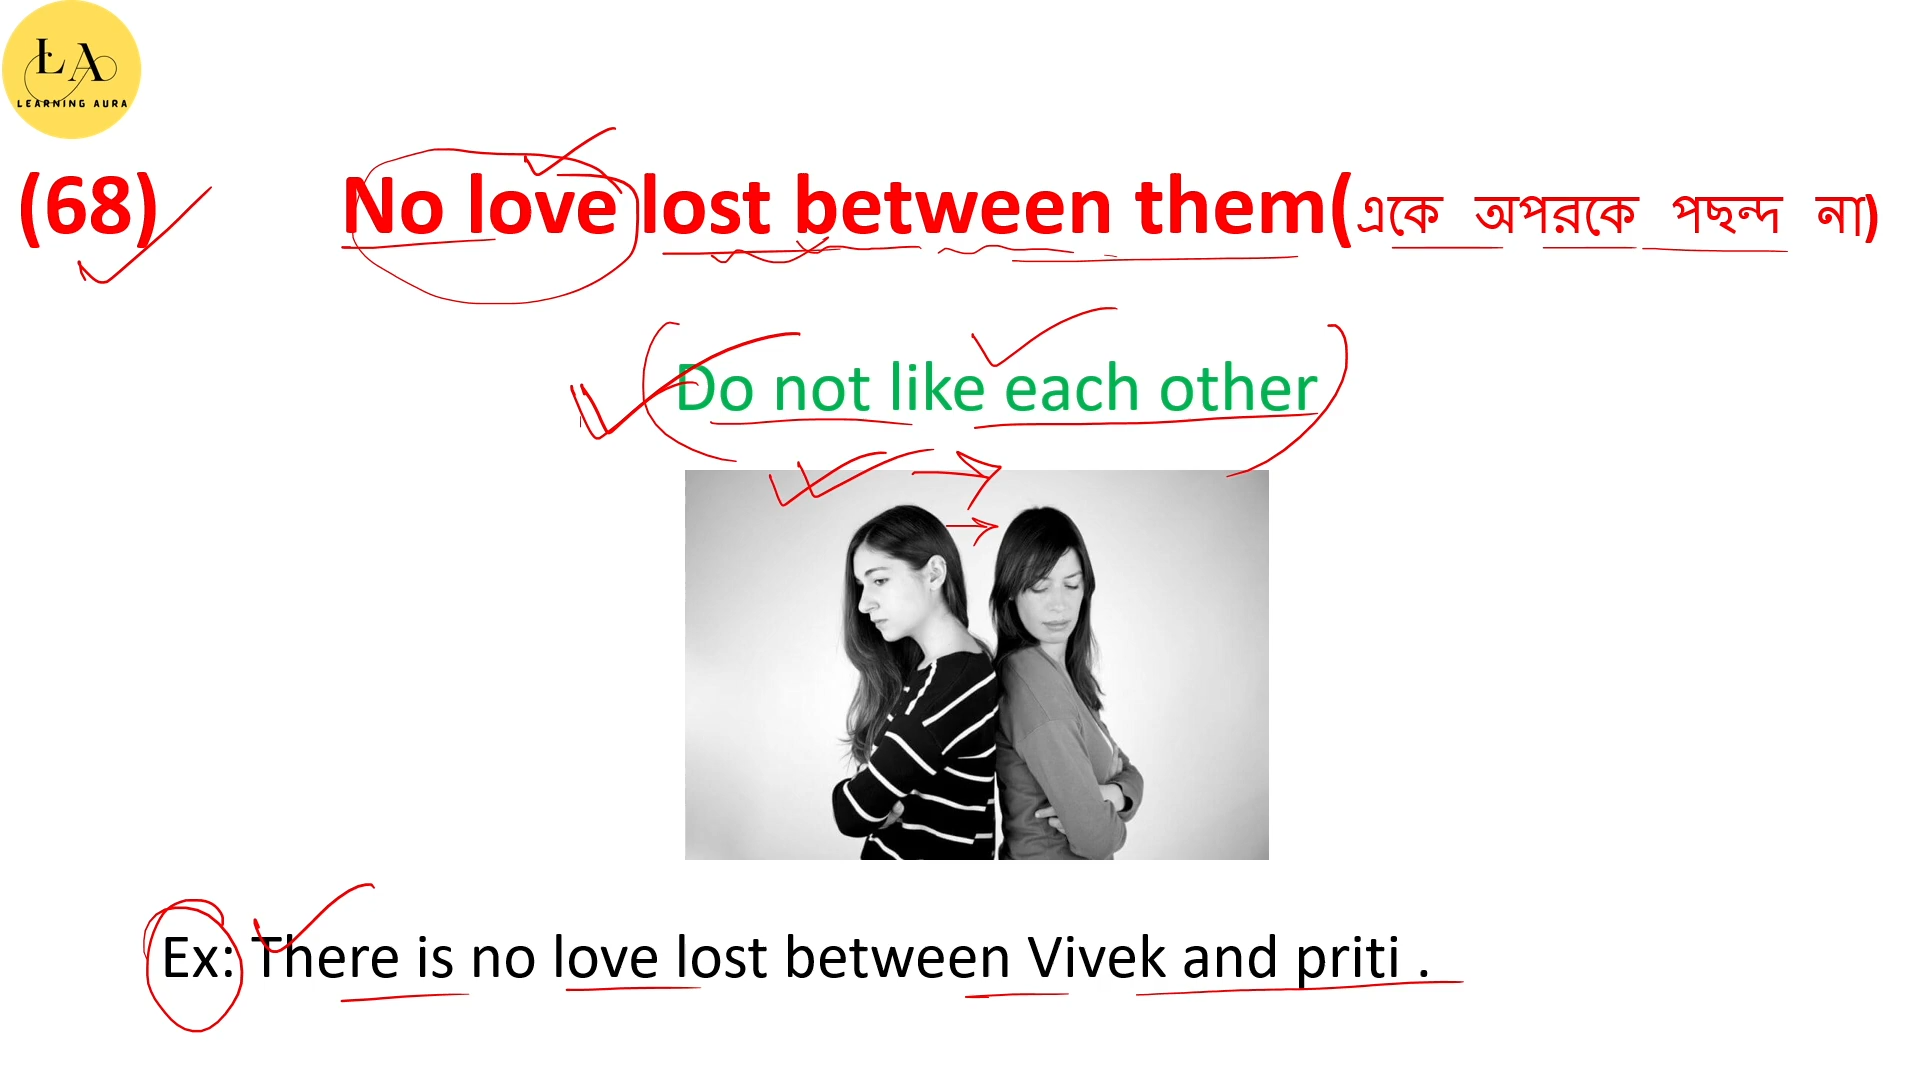 LA
LEARNING AURA
(68) No love lost between them(একে অপরকে পছন্দ না)
Do not like each other
Ex: There is no love lost between Vivek and priti .